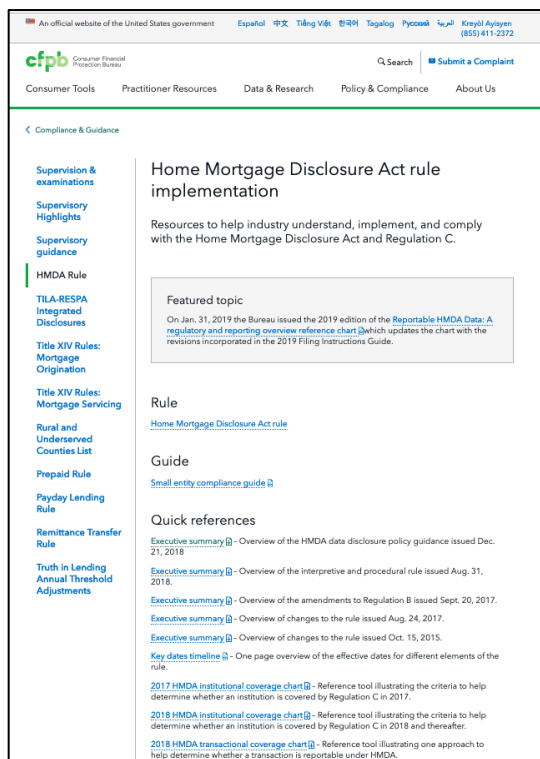 An official website of the United States government
Español 中文 Tiếng Việt 한국어 Tagalog Русский العربية Kreyòl Ayisyen
(855) 411-2372
cfpb Consumer Financial
Protection Bureau
Search
Submit a Complaint
Consumer Tools Practitioner Resources Data & Research Policy & Compliance About Us
Compliance & Guidance
Supervision &
examinations
Supervisory
Highlights
Supervisory
guidance
HMDA Rule
TILA-RESPA
Integrated
Disclosures
Title XIV Rules:
Mortgage
Origination
Title XIV Rules:
Mortgage Servicing
Rural and
Underserved
Counties List
Prepaid Rule
Payday Lending
Rule
Remittance Transfer
Rule
Truth in Lending
Annual Threshold
Adjustments
Home Mortgage Disclosure Act rule
implementation
Resources to help industry understand, implement, and comply
with the Home Mortgage Disclosure Act and Regulation C.
Featured topic
On Jan. 31, 2019 the Bureau issued the 2019 edition of the Reportable HMDA Data: A
regulatory and reporting overview reference chart which updates the chart with the
revisions incorporated in the 2019 Filing Instructions Guide.
Rule
Home Mortgage Disclosure Act rule
Guide
Small entity compliance guide
Quick references
Executive summary – Overview of the HMDA data disclosure policy guidance issued Dec.
21, 2018
Executive summary – Overview of the interpretive and procedural rule issued Aug. 31,
2018.
Executive summary – Overview of the amendments to Regulation B issued Sept. 20, 2017.
Executive summary – Overview of changes to the rule issued Aug. 24, 2017.
Executive summary – Overview of changes to the rule issued Oct. 15, 2015.
Key dates timeline – One page overview of the effective dates for different elements of the
rule.
2017 HMDA institutional coverage chart – Reference tool illustrating the criteria to help
determine whether an institution is covered by Regulation C in 2017.
2018 HMDA institutional coverage chart – Reference tool illustrating the criteria to help
determine whether an institution is covered by Regulation C in 2018 and thereafter.
2018 HMDA transactional coverage chart – Reference tool illustrating one approach to
help determine whether a transaction is reportable under HMDA.